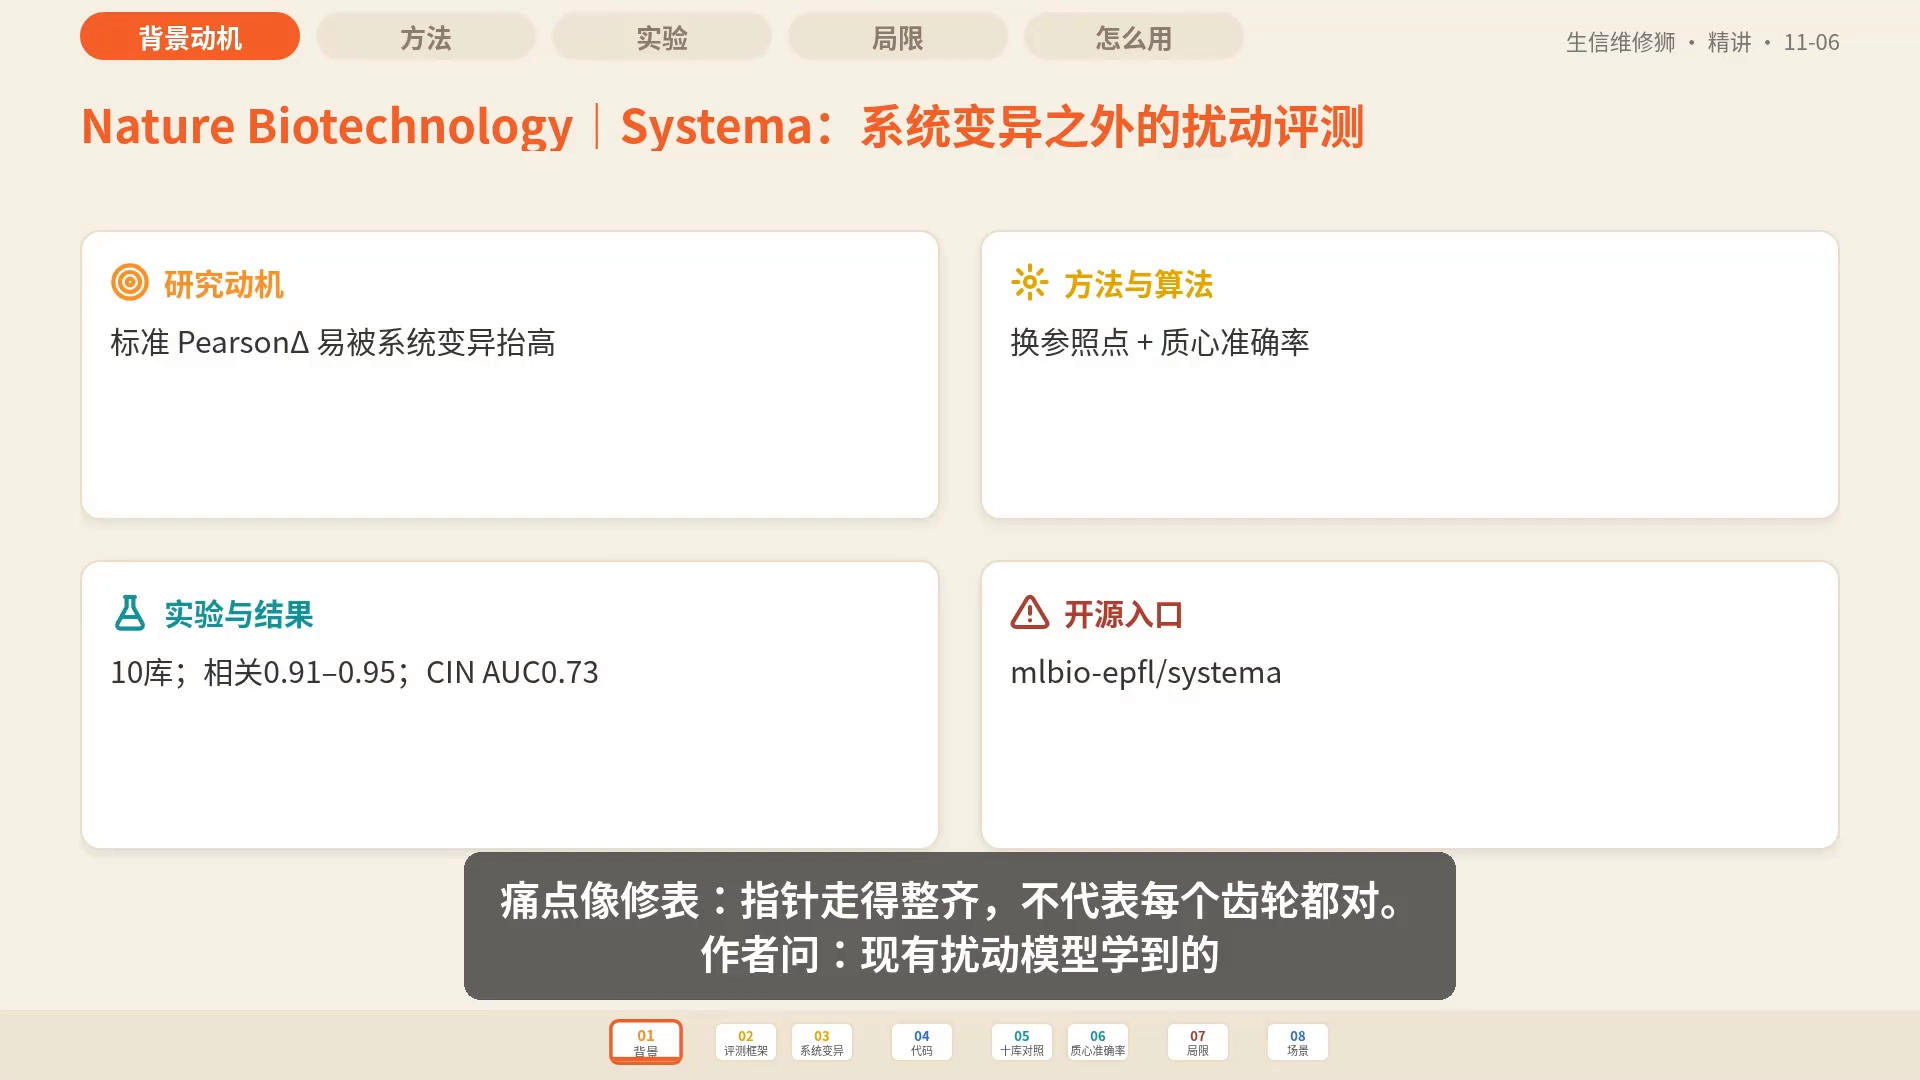 背景动机
方法
实验
局限
怎么用
生信维修狮 · 精讲 · 11-06
Nature Biotechnology｜Systema：系统变异之外的扰动评测
研究动机
标准 PearsonΔ 易被系统变异抬高
方法与算法
换参照点 + 质心准确率
实验与结果
10库；相关0.91–0.95；CIN AUC0.73
开源入口
mlbio-epfl/systema
痛点像修表：指针走得整齐，不代表每个齿轮都对。
作者问：现有扰动模型学到的
01
背景
02
评测框架
03
系统变异
04
代码
05
十库对照
06
质心准确率
07
局限
08
场景